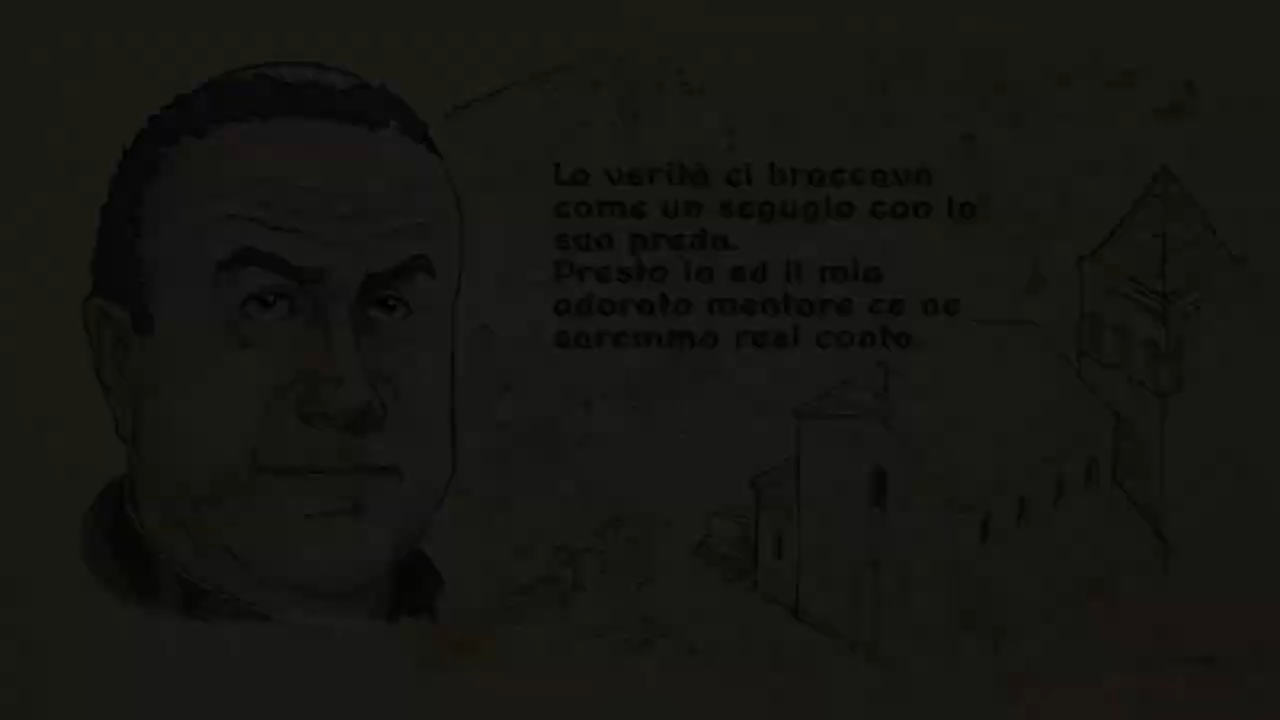 La verità ci braccava
come un segugio con la
sua preda.
Presto io ed il mio
adorato mentore ce ne
saremmo resi conto.